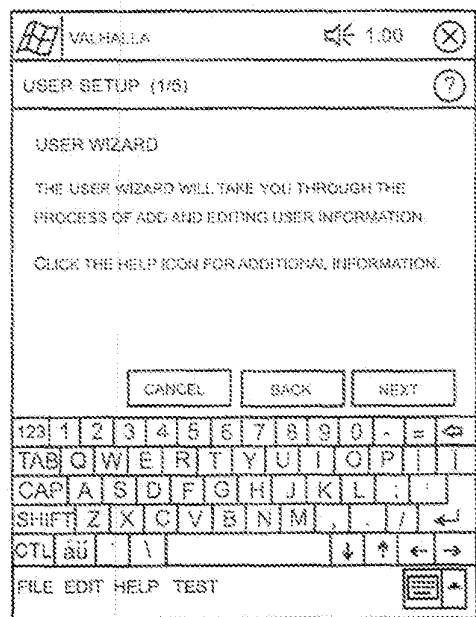 VALHALLA 1.00
USER SETUP (1/5)
USER WIZARD
THE USER WIZARD WILL TAKE YOU THROUGH THE
PROCESS OF ADD AND EDITING USER INFORMATION.
CLICK THE HELP ICON FOR ADDITIONAL INFORMATION.
CANCEL BACK NEXT
123 1 2 3 4 5 6 7 8 9 0 - =
TAB Q W E R T Y U I O P [ ]
CAP A S D F G H J K L ; '
SHIFT Z X C V B N M , . /
CTL áü ` \
FILE EDIT HELP TEST